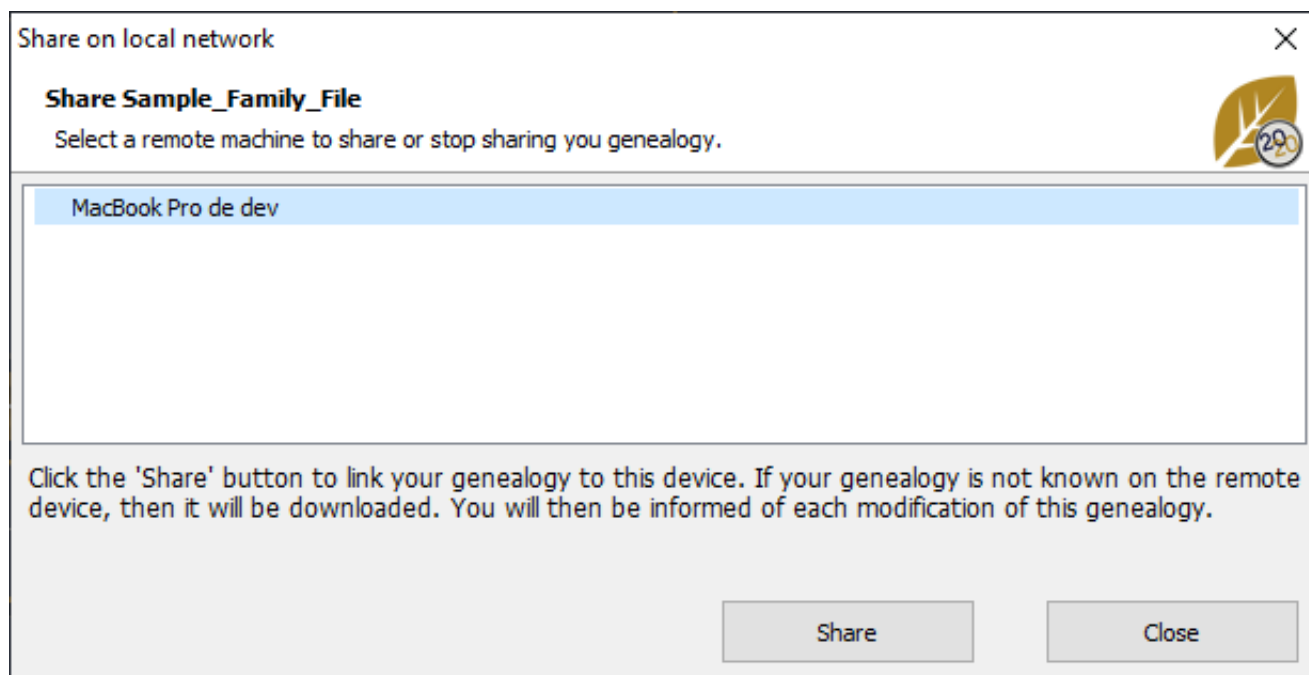 Share on local network
Share Sample_Family_File
Select a remote machine to share or stop sharing you genealogy.
2020
MacBook Pro de dev
Click the 'Share' button to link your genealogy to this device. If your genealogy is not known on the remote
device, then it will be downloaded. You will then be informed of each modification of this genealogy.
Share
Close